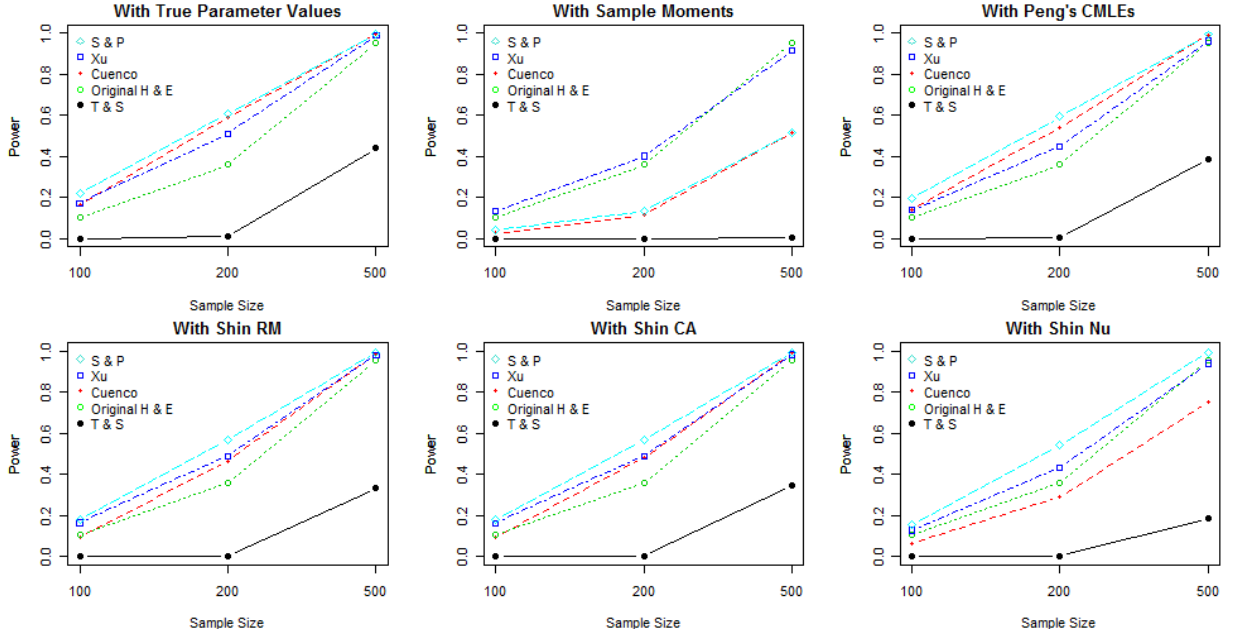 With True Parameter Values
S & P
Xu
Cuenco
Original H & E
T & S
Power
0.0 0.2 0.4 0.6 0.8 1.0
100 200 500
Sample Size
With Sample Moments
S & P
Xu
Cuenco
Original H & E
T & S
Power
0.0 0.2 0.4 0.6 0.8 1.0
100 200 500
Sample Size
With Peng's CMLEs
S & P
Xu
Cuenco
Original H & E
T & S
Power
0.0 0.2 0.4 0.6 0.8 1.0
100 200 500
Sample Size
With Shin RM
S & P
Xu
Cuenco
Original H & E
T & S
Power
0.0 0.2 0.4 0.6 0.8 1.0
100 200 500
Sample Size
With Shin CA
S & P
Xu
Cuenco
Original H & E
T & S
Power
0.0 0.2 0.4 0.6 0.8 1.0
100 200 500
Sample Size
With Shin Nu
S & P
Xu
Cuenco
Original H & E
T & S
Power
0.0 0.2 0.4 0.6 0.8 1.0
100 200 500
Sample Size